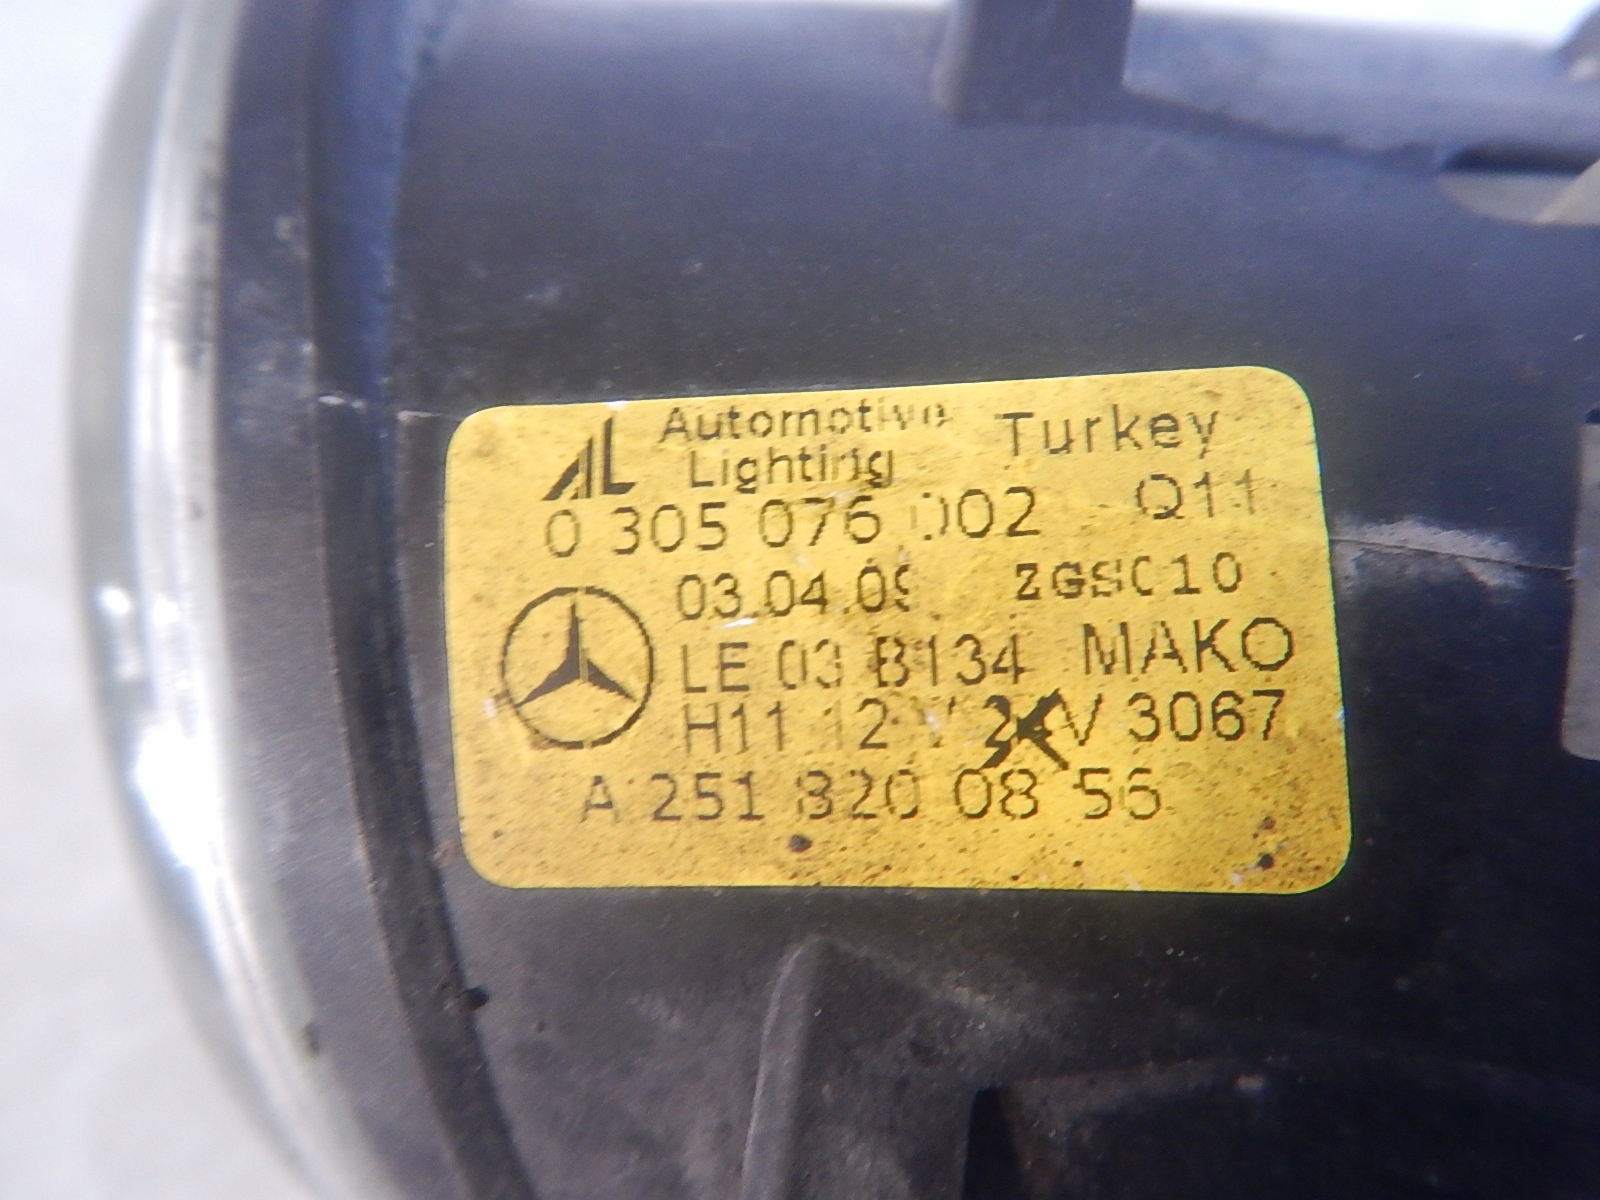 AL Automotive Lighting Turkey
0 305 076 002 Q11
03.04.09 ZGS010
LE 03 B134 MAKO
H11 12 V 24V 3067
A 251 820 08 56